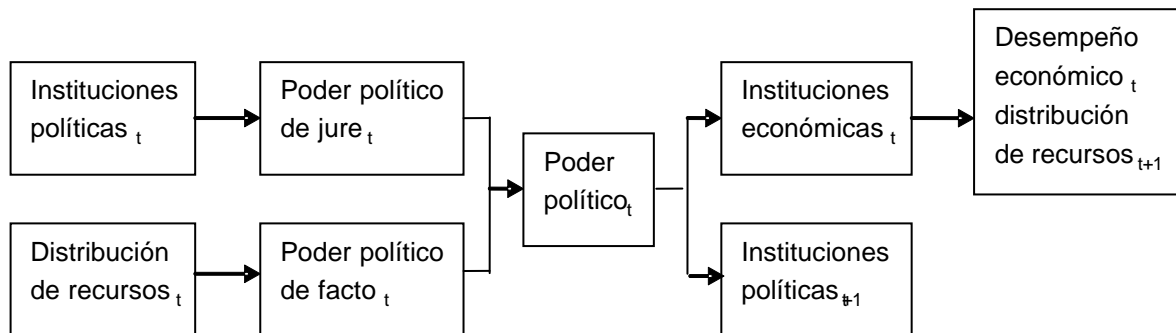 Instituciones
políticas t
Distribución
de recursos t
Poder político
de jure t
Poder político
de facto t
Poder
político t
Instituciones
económicas t
Instituciones
políticas t+1
Desempeño
económico t
distribución
de recursos t+1